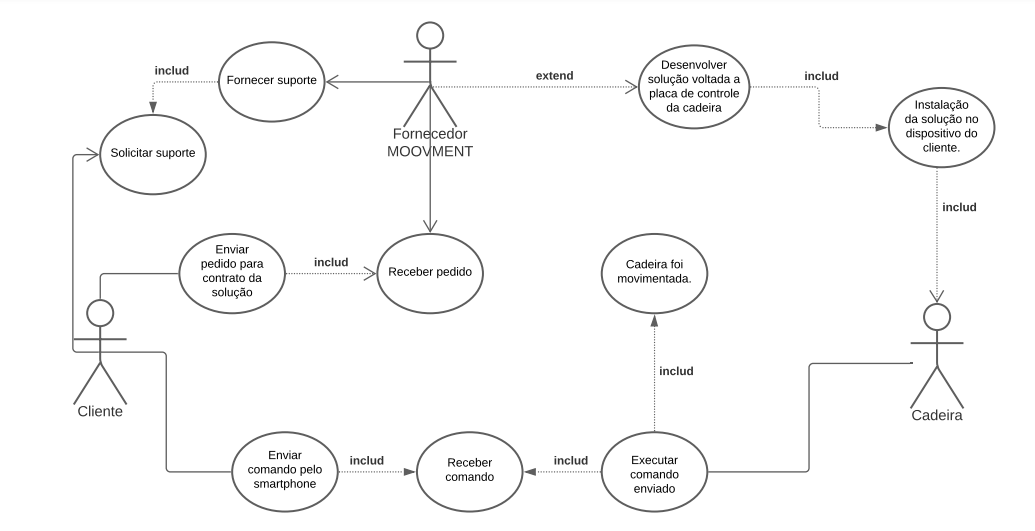 includ
Fornecer suporte
extend
Desenvolver
solução voltada a
placa de controle
da cadeira
includ
Instalação
da solução no
dispositivo do
cliente.
Solicitar suporte
Fornecedor
MOOVMENT
includ
Enviar
pedido para
contrato da
solução
includ
Receber pedido
Cadeira foi
movimentada.
includ
Cliente
Cadeira
Enviar
comando pelo
smartphone
includ
Receber
comando
includ
Executar
comando
enviado